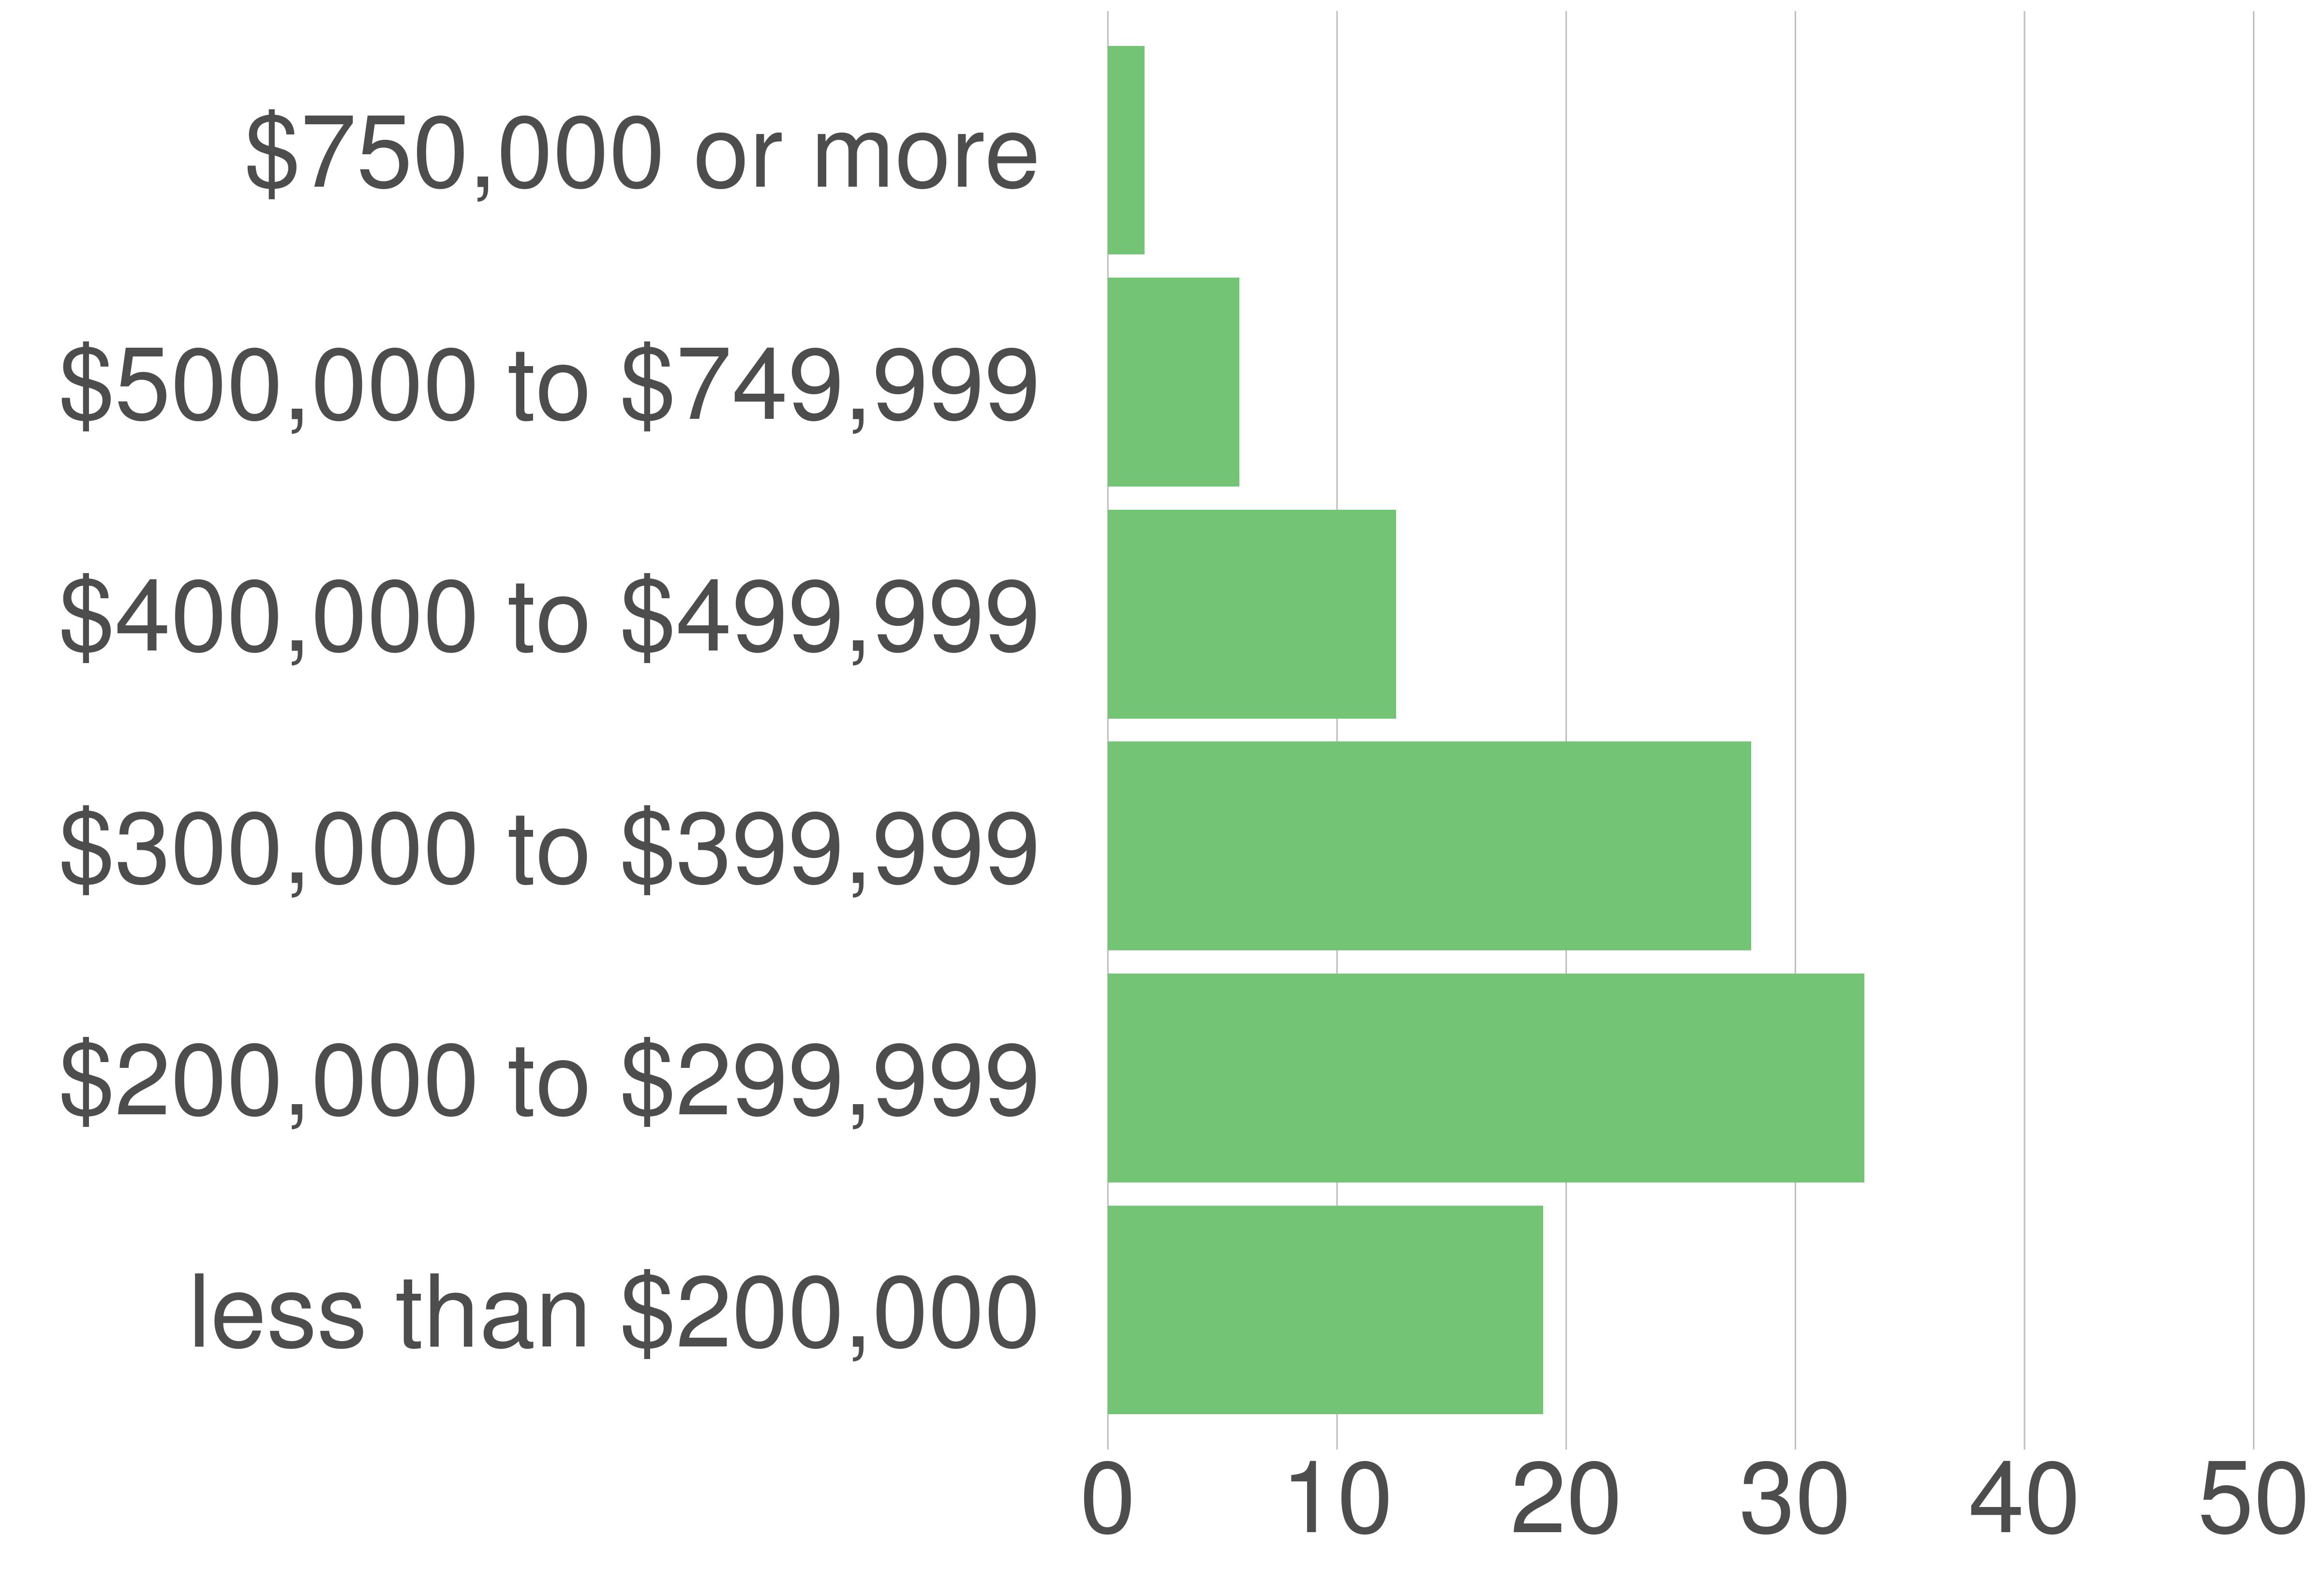 $750,000 or more
$500,000 to $749,999
$400,000 to $499,999
$300,000 to $399,999
$200,000 to $299,999
less than $200,000
0 10 20 30 40 50